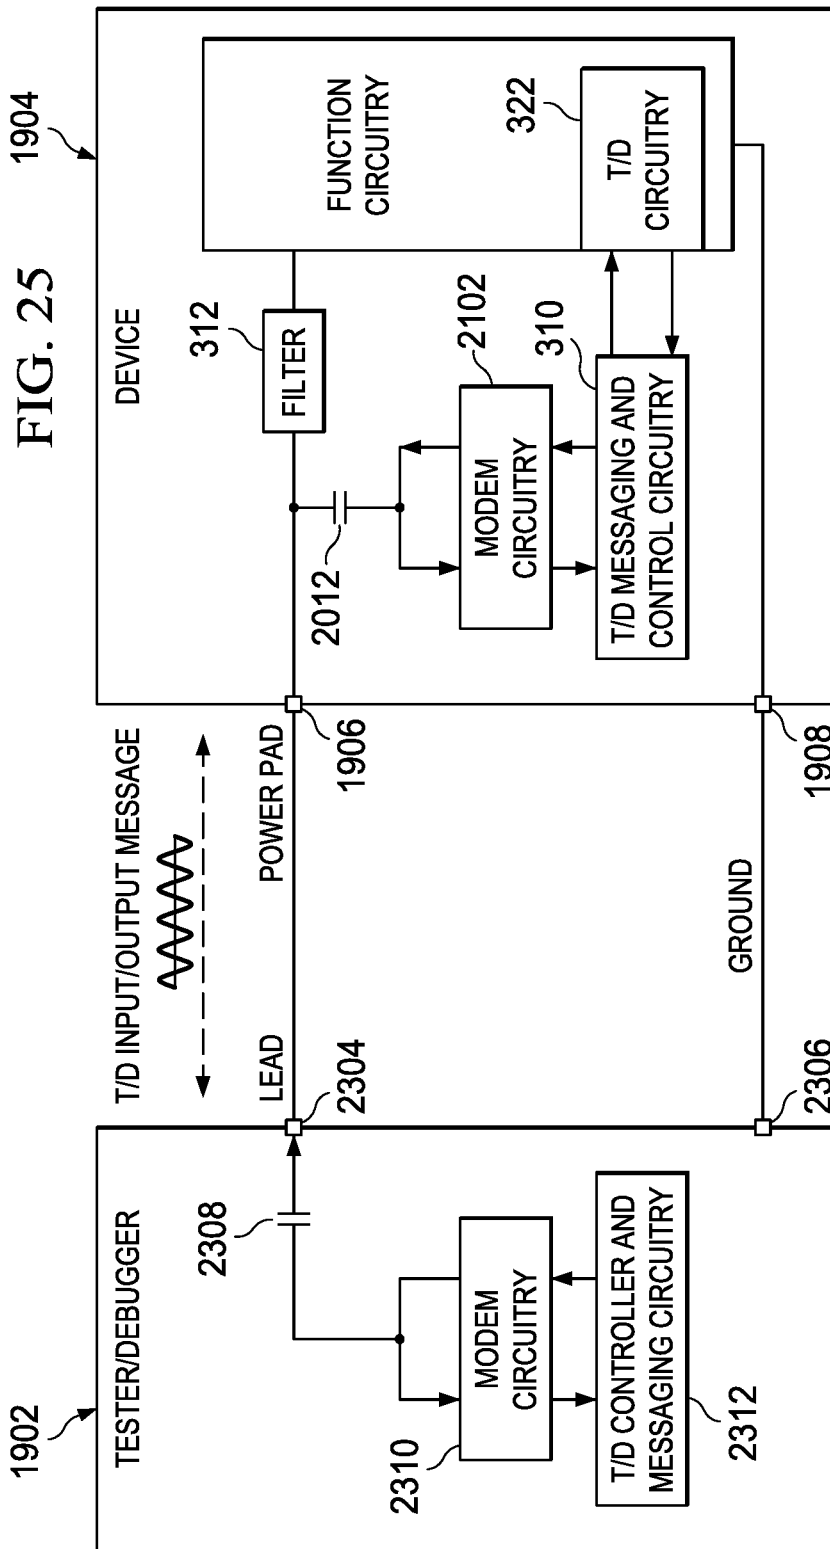 FIG. 25
1902
TESTER/DEBUGGER
2308
2310
MODEM
CIRCUITRY
T/D CONTROLLER AND
MESSAGING CIRCUITRY
2312
T/D INPUT/OUTPUT MESSAGE
LEAD
POWER PAD
2304
1906
GROUND
2306
1908
1904
DEVICE
312
FILTER
FUNCTION
CIRCUITRY
2012
2102
MODEM
CIRCUITRY
310
T/D MESSAGING AND
CONTROL CIRCUITRY
322
T/D
CIRCUITRY